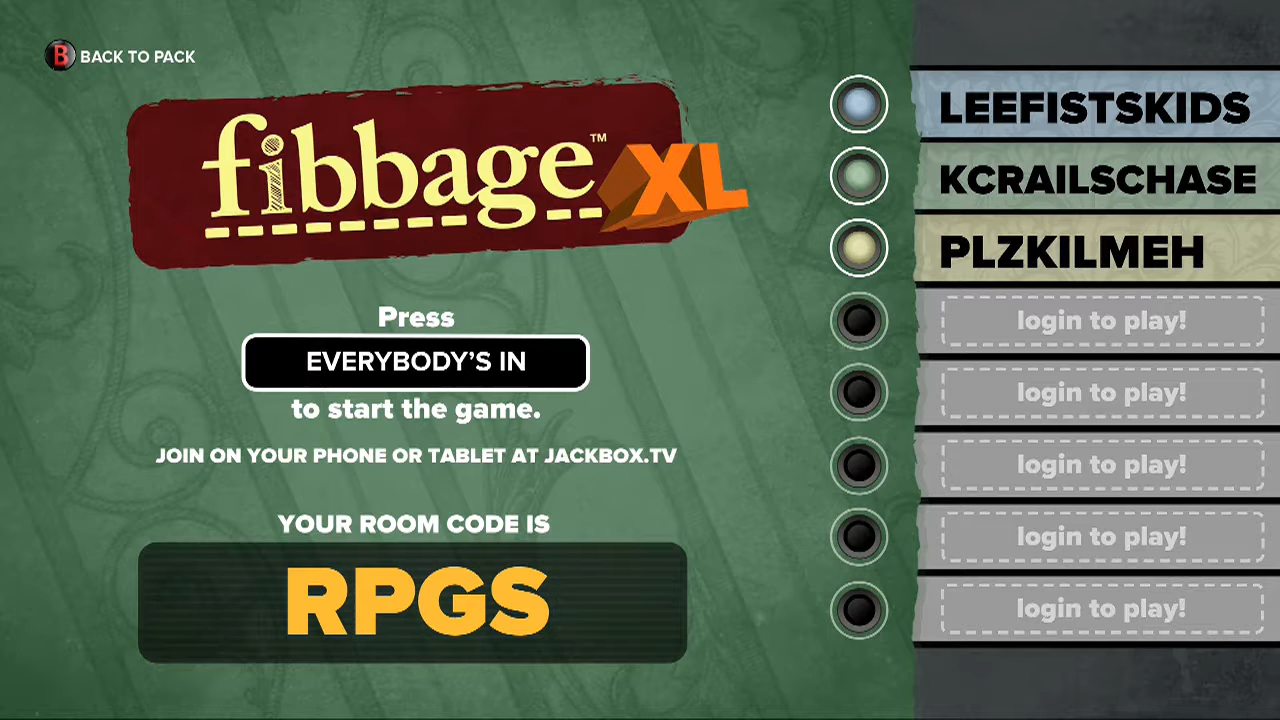 B BACK TO PACK
fibbage™ XL
Press
EVERYBODY'S IN
to start the game.
JOIN ON YOUR PHONE OR TABLET AT JACKBOX.TV
YOUR ROOM CODE IS
RPGS
LEEFISTSKIDS
KCRAILSCHASE
PLZKILMEH
login to play!
login to play!
login to play!
login to play!
login to play!